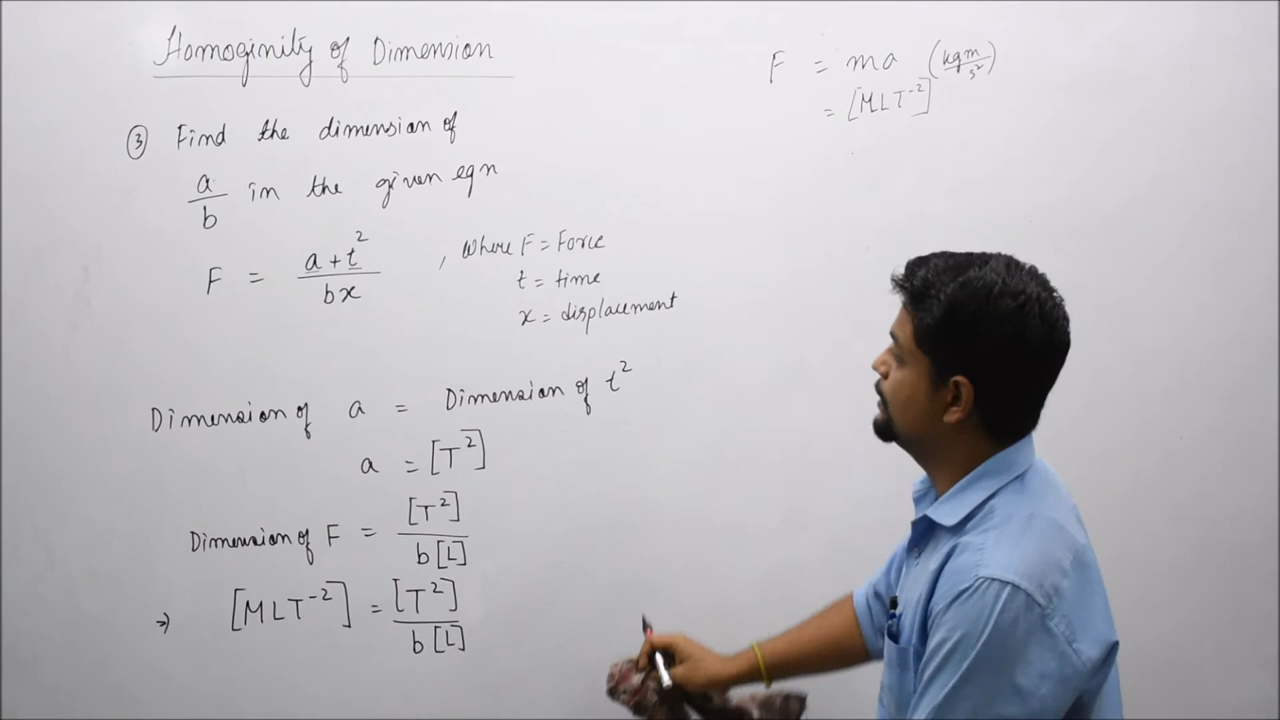 Homoginity of Dimension
③ Find the dimension of
a/b in the given eqn
F = (a + t²)/(bx) , where F = Force
t = time
x = displacement
Dimension of a = Dimension of t²
a = [T²]
Dimension of F = [T²]/(b[L])
⇒ [MLT⁻²] = [T²]/(b[L])
F = ma (kgm/s²)
= [MLT⁻²]